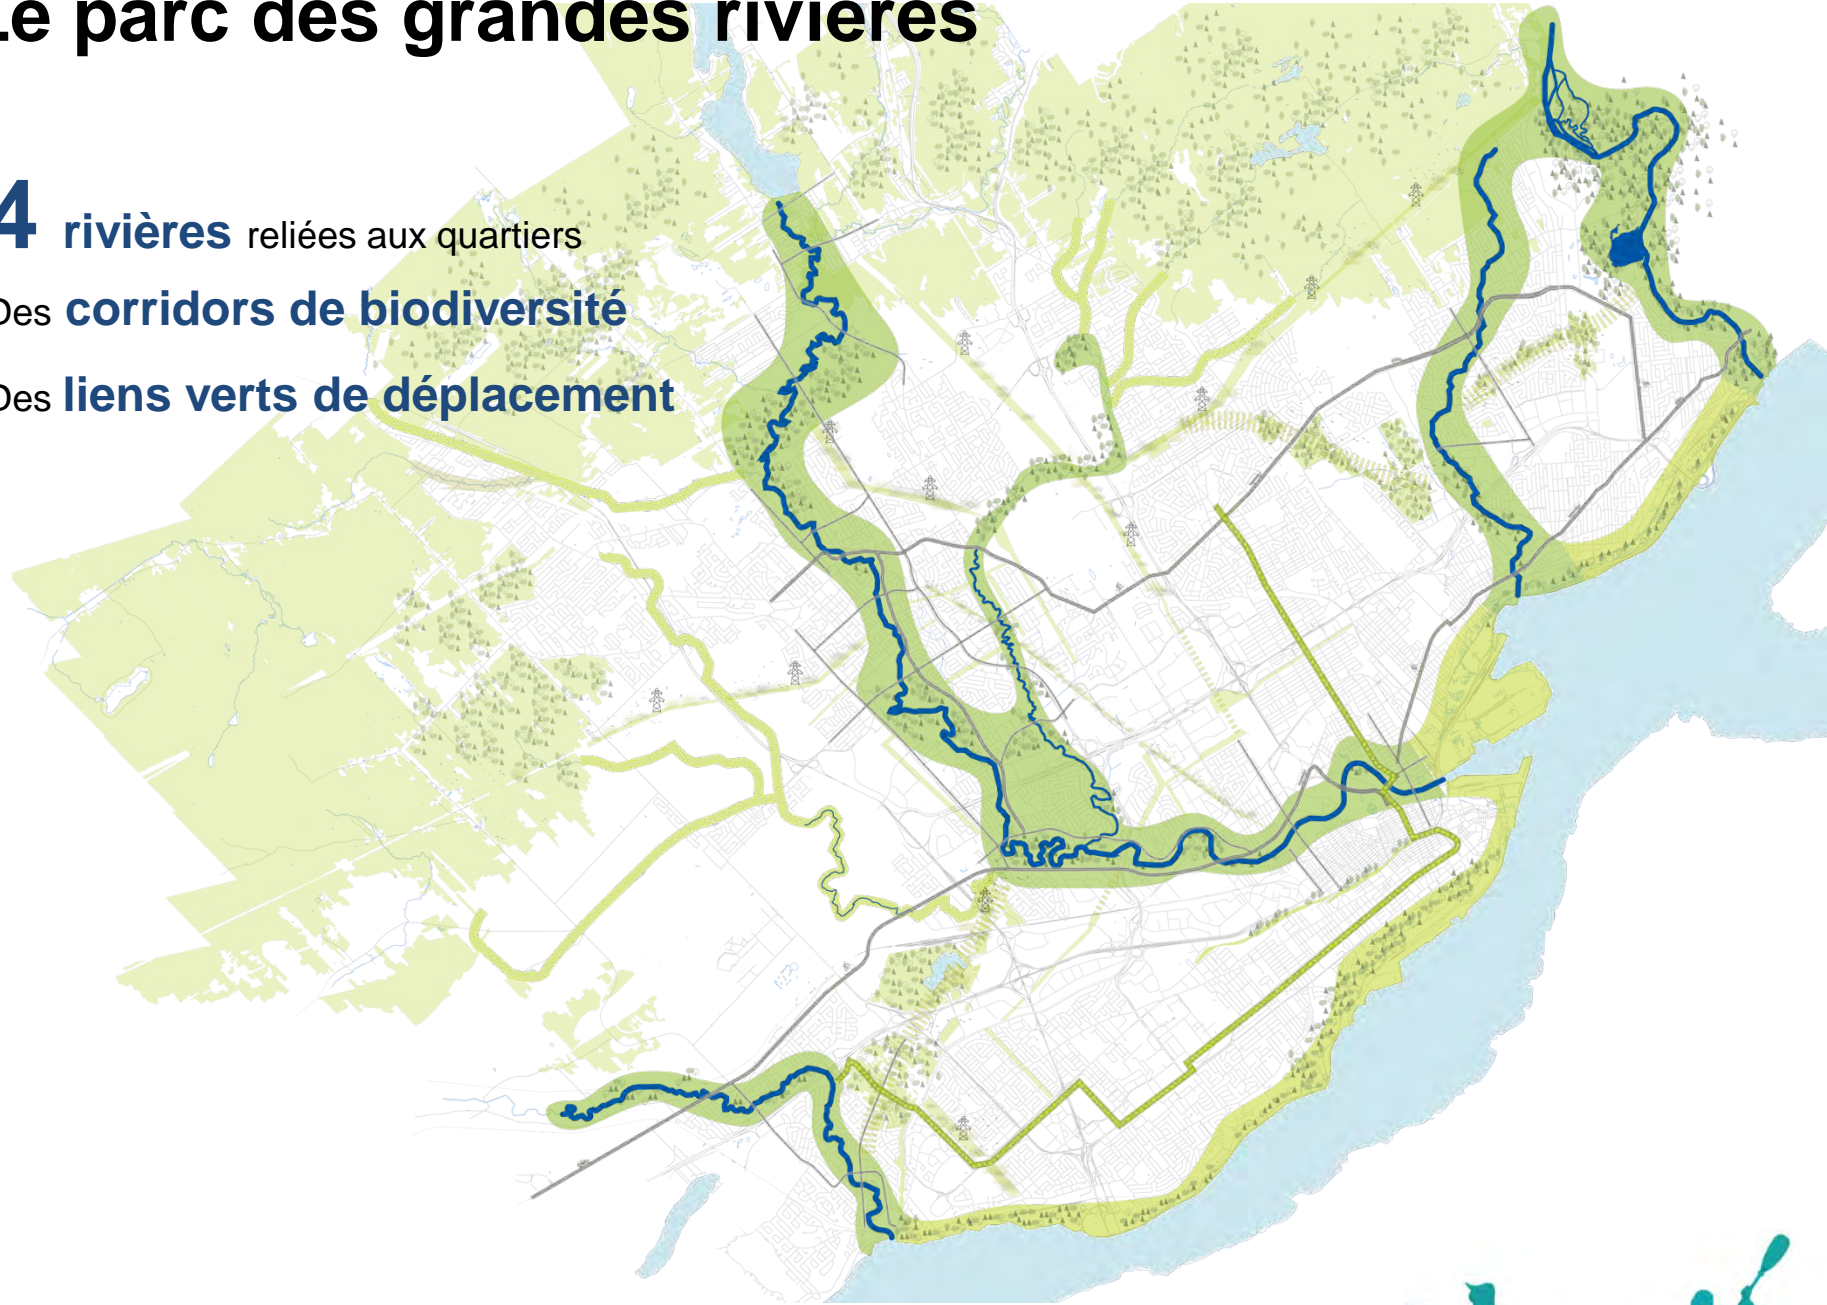 Le parc des grandes rivières
4 rivières reliées aux quartiers
Des corridors de biodiversité
Des liens verts de déplacement